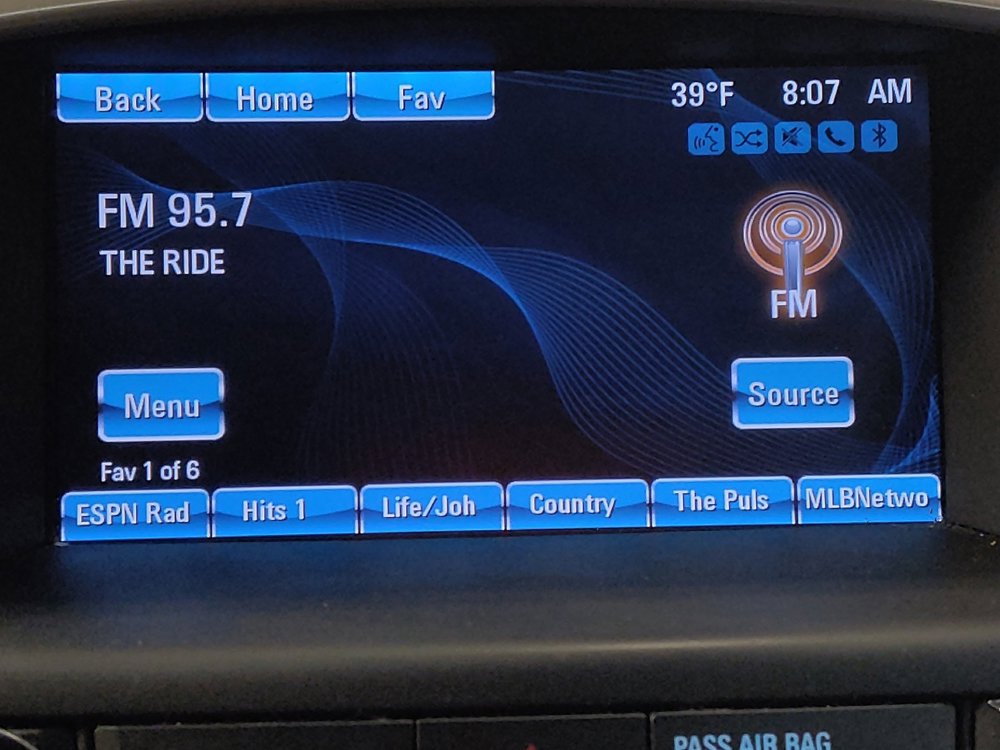 Back Home Fav 39°F 8:07 AM
FM 95.7
THE RIDE
FM
Menu Source
Fav 1 of 6
ESPN Rad Hits 1 Life/Joh Country The Puls MLBNetwo
PASS AIR BAG